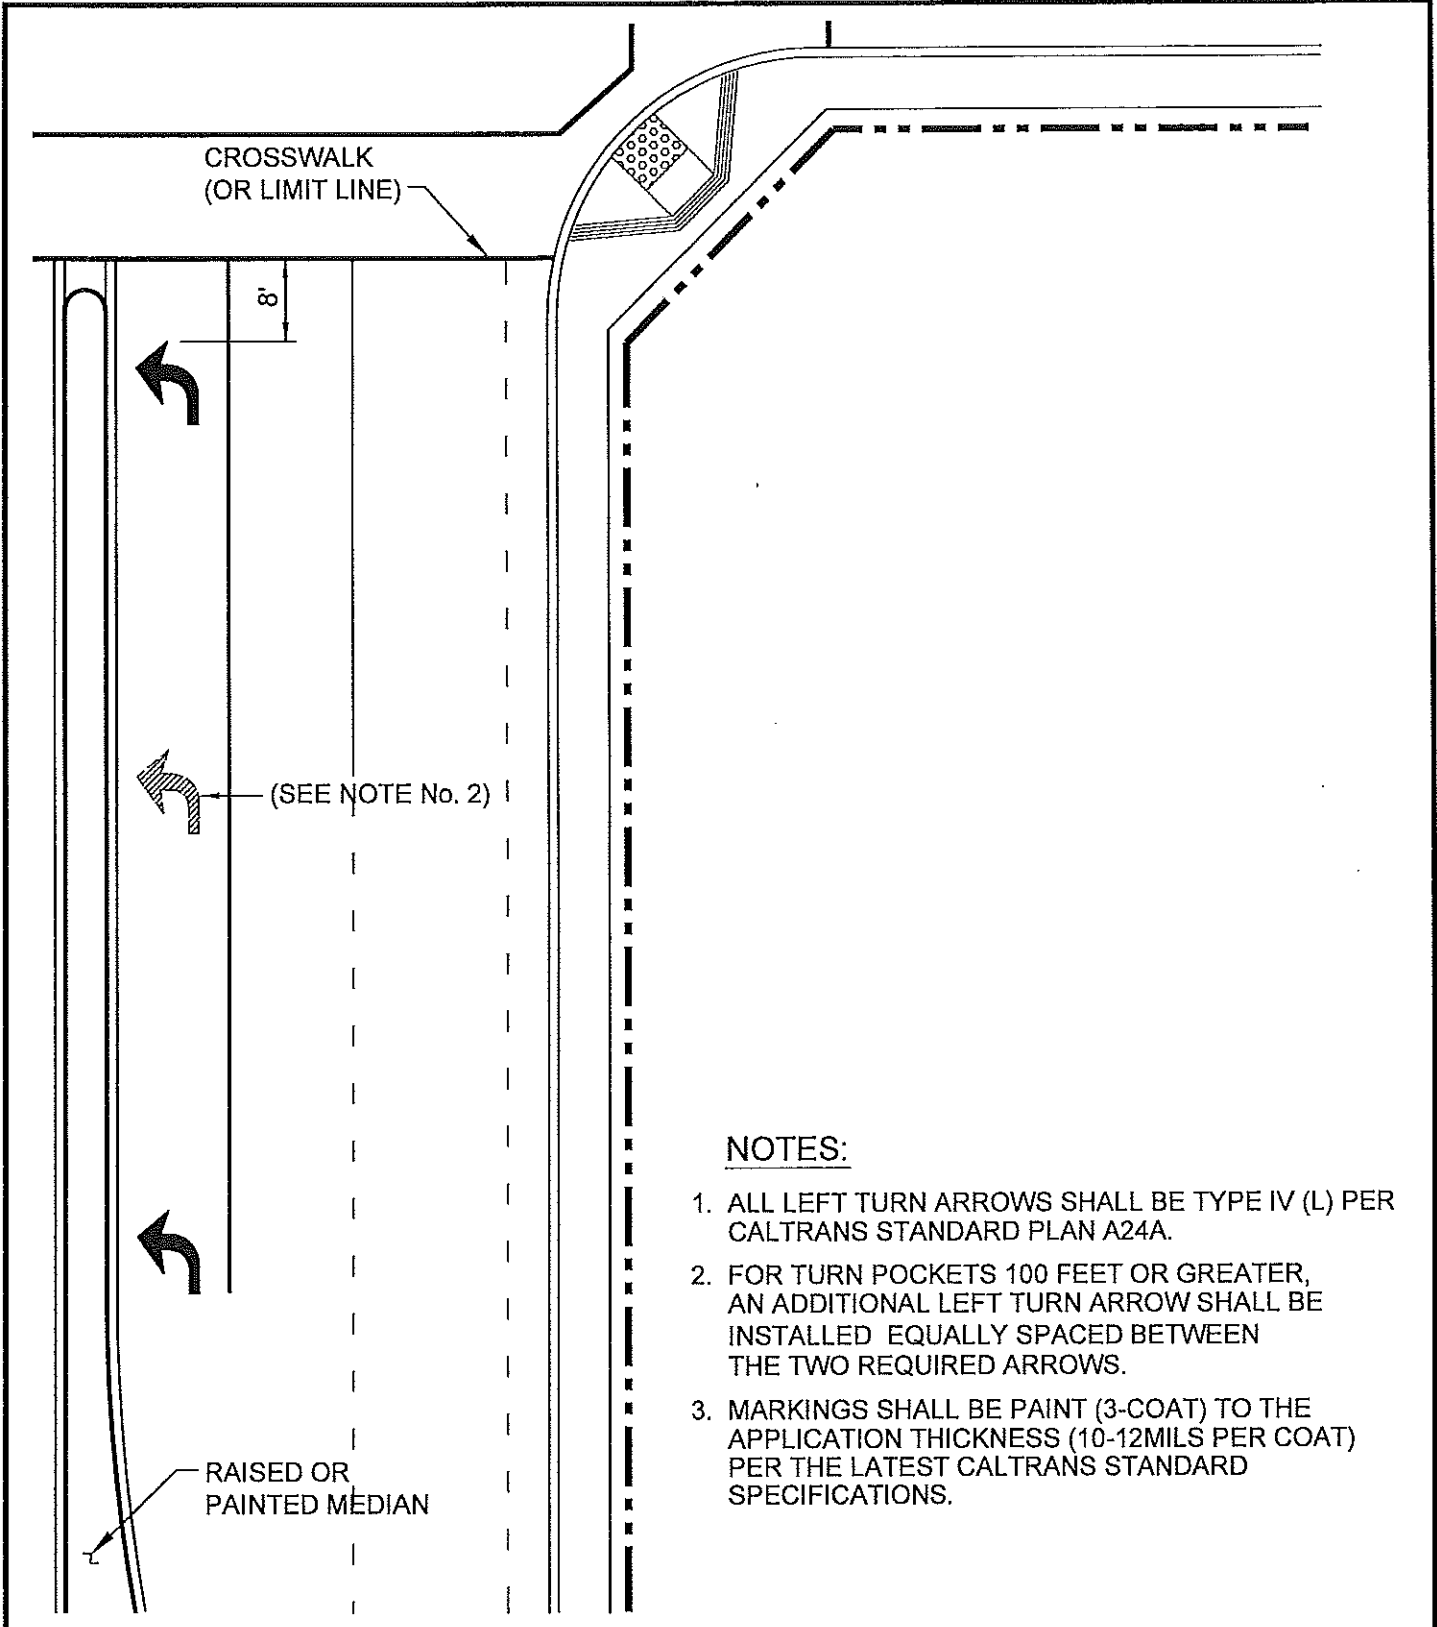 CROSSWALK
(OR LIMIT LINE)
8'
(SEE NOTE No. 2)
RAISED OR
PAINTED MEDIAN
NOTES:
1. ALL LEFT TURN ARROWS SHALL BE TYPE IV (L) PER
CALTRANS STANDARD PLAN A24A.
2. FOR TURN POCKETS 100 FEET OR GREATER,
AN ADDITIONAL LEFT TURN ARROW SHALL BE
INSTALLED EQUALLY SPACED BETWEEN
THE TWO REQUIRED ARROWS.
3. MARKINGS SHALL BE PAINT (3-COAT) TO THE
APPLICATION THICKNESS (10-12MILS PER COAT)
PER THE LATEST CALTRANS STANDARD
SPECIFICATIONS.